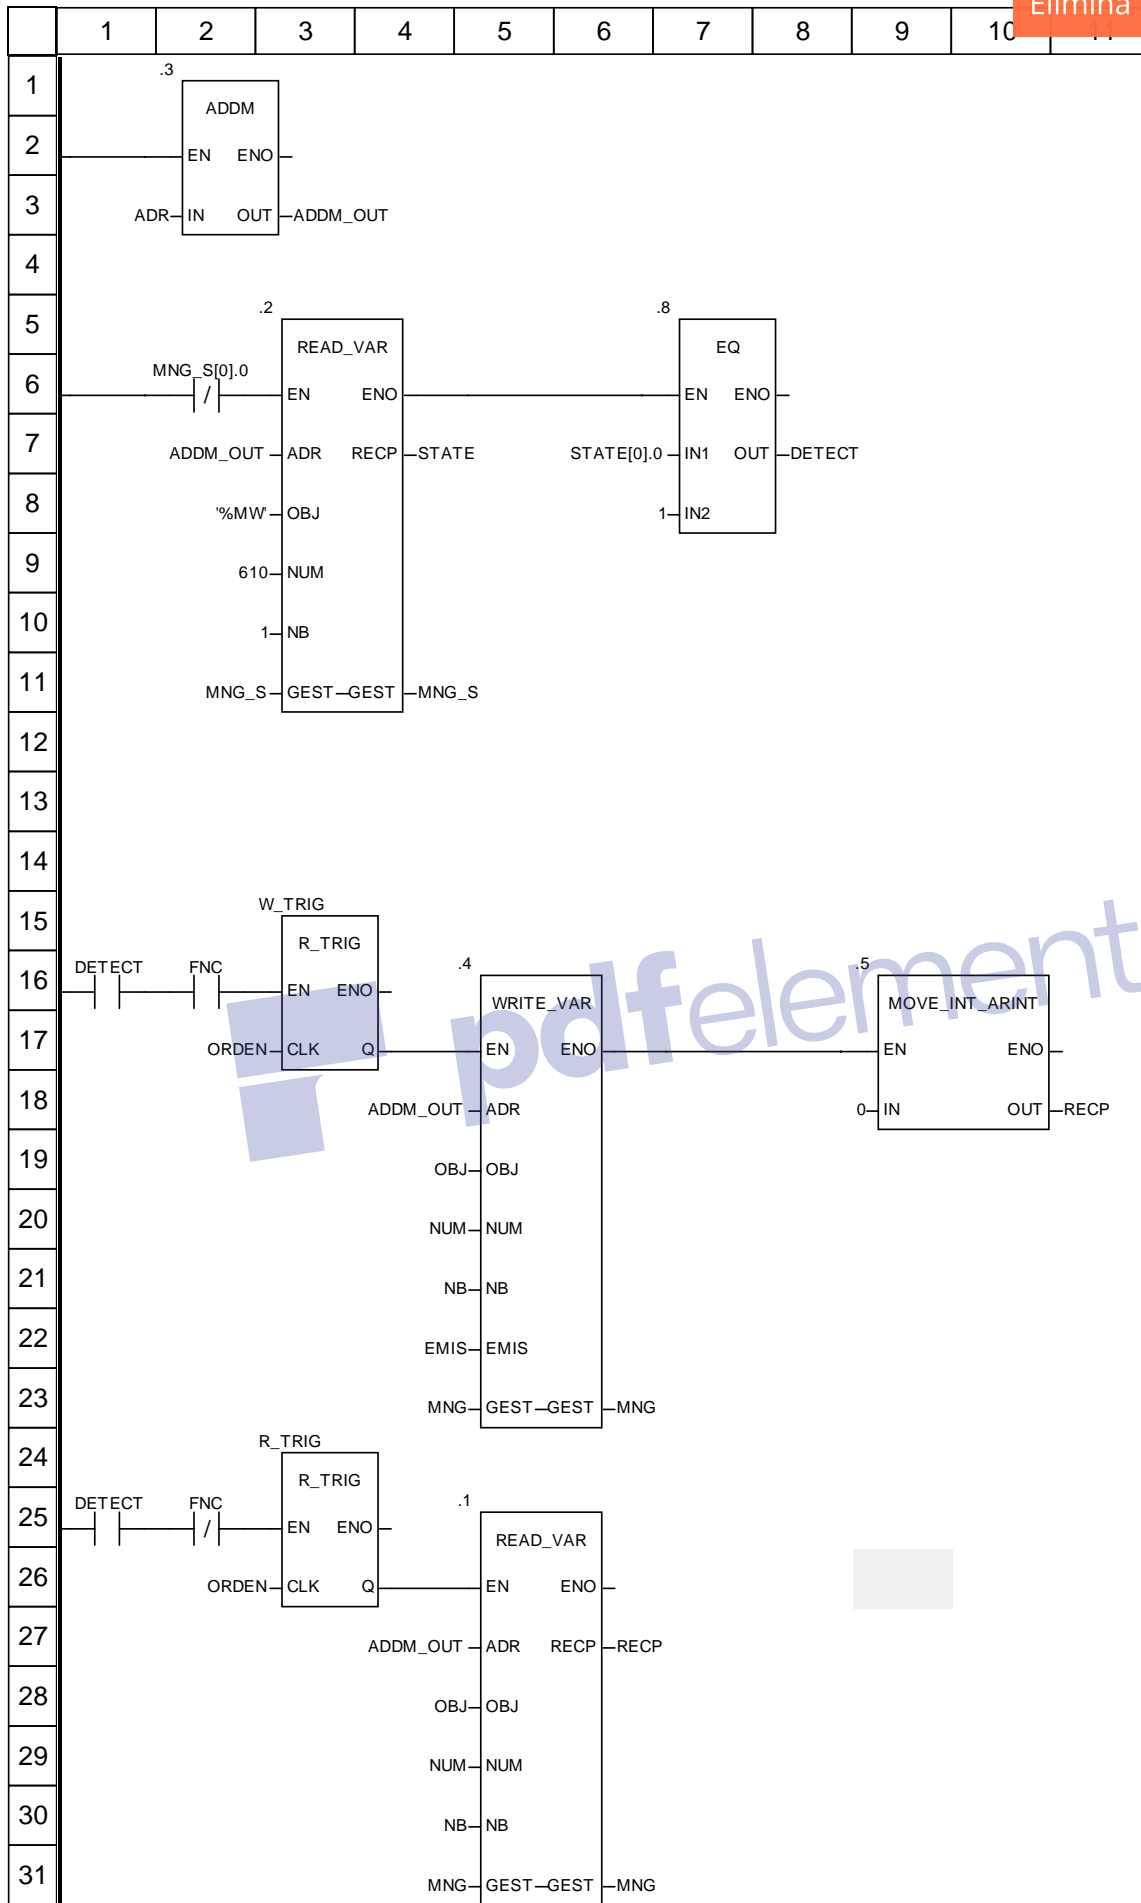 Elimina
1 2 3 4 5 6 7 8 9 10 11
1 .3
ADDM
2 EN ENO
3 ADR IN OUT ADDM_OUT
4
5 .2 .8
READ_VAR EQ
6 MNG_S[0].0 / EN ENO EN ENO
7 ADDM_OUT ADR RECP STATE STATE[0].0 IN1 OUT DETECT
8 '%MW' OBJ 1 IN2
9 610 NUM
10 1 NB
11 MNG_S GEST GEST MNG_S
12
13
14
15 W_TRIG
R_TRIG
16 DETECT FNC EN ENO .4 .5
WRITE_VAR MOVE_INT_ARINT
17 ORDEN CLK Q EN ENO EN ENO
18 ADDM_OUT ADR 0 IN OUT RECP
19 OBJ OBJ
20 NUM NUM
21 NB NB
22 EMIS EMIS
23 MNG GEST GEST MNG
24 R_TRIG
R_TRIG
25 DETECT FNC / EN ENO .1
READ_VAR
26 ORDEN CLK Q EN ENO
27 ADDM_OUT ADR RECP RECP
28 OBJ OBJ
29 NUM NUM
30 NB NB
31 MNG GEST GEST MNG
pdfelement